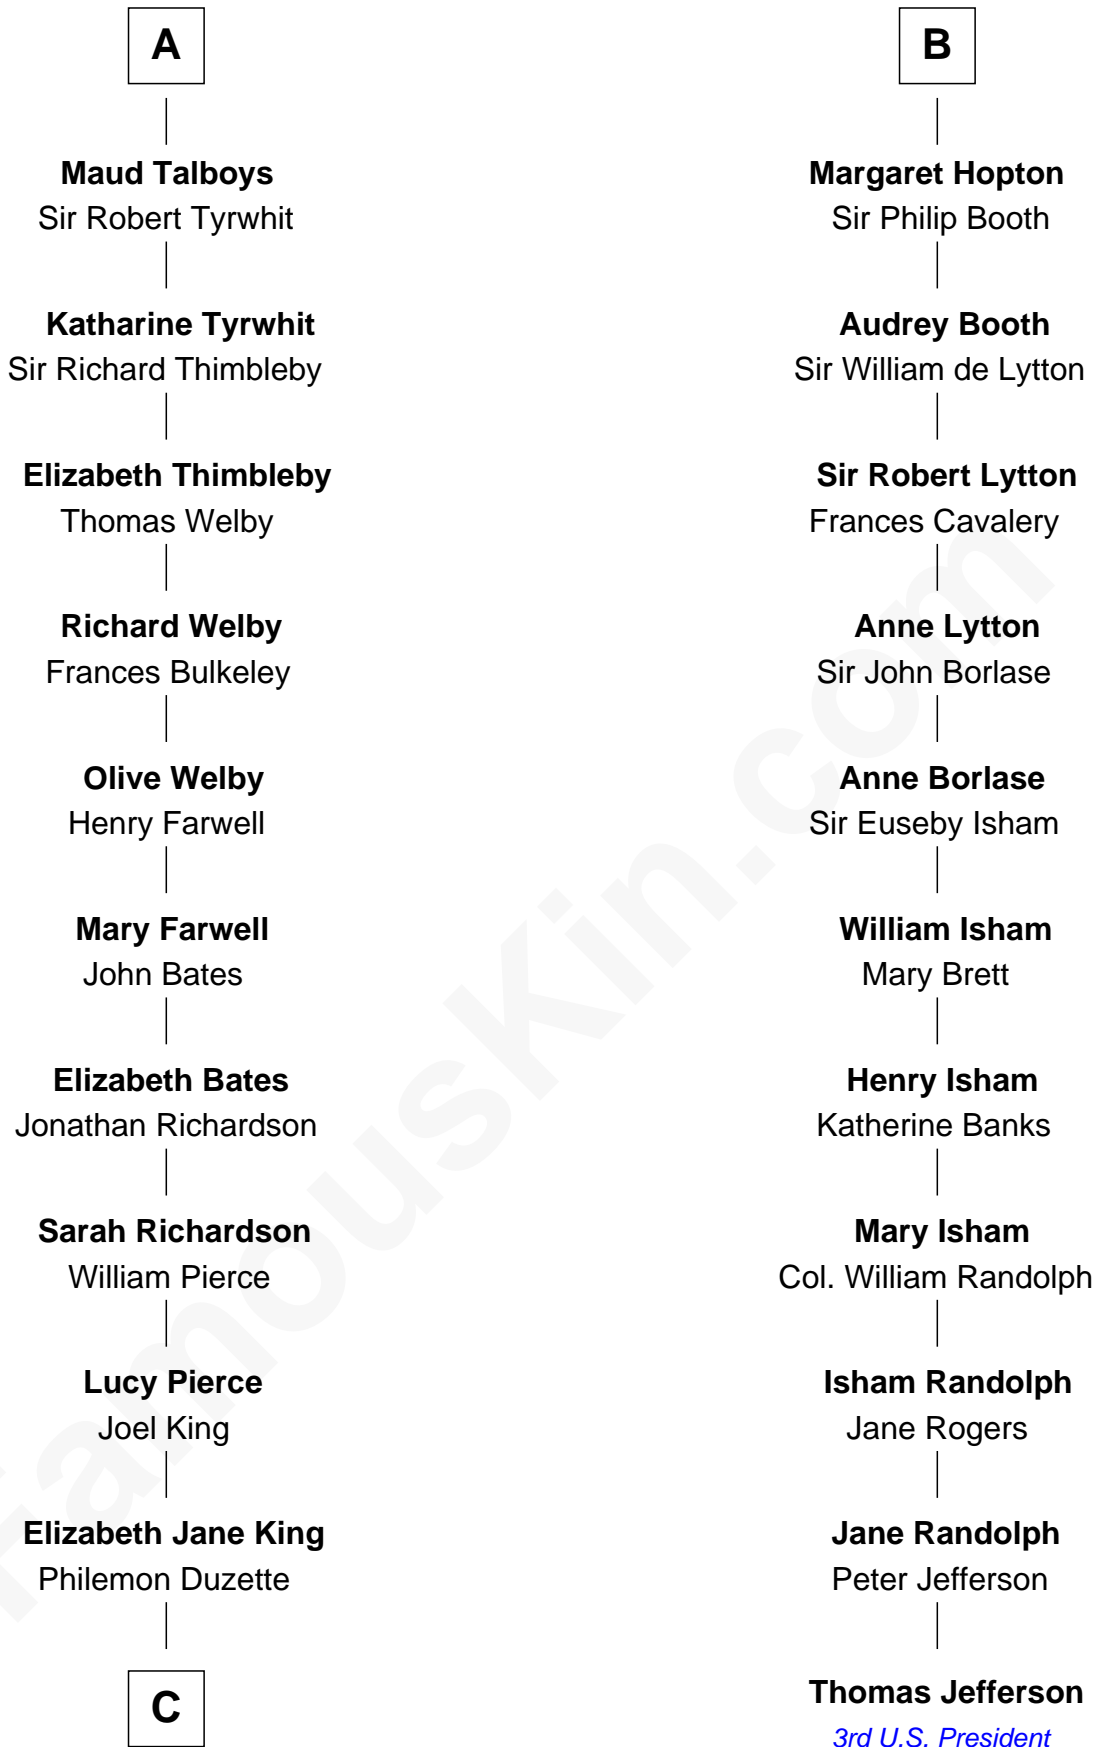 A
Maud Talboys
Sir Robert Tyrwhit
Katharine Tyrwhit
Sir Richard Thimbleby
Elizabeth Thimbleby
Thomas Welby
Richard Welby
Frances Bulkeley
Olive Welby
Henry Farwell
Mary Farwell
John Bates
Elizabeth Bates
Jonathan Richardson
Sarah Richardson
William Pierce
Lucy Pierce
Joel King
Elizabeth Jane King
Philemon Duzette
C
B
Margaret Hopton
Sir Philip Booth
Audrey Booth
Sir William de Lytton
Sir Robert Lytton
Frances Cavalery
Anne Lytton
Sir John Borlase
Anne Borlase
Sir Euseby Isham
William Isham
Mary Brett
Henry Isham
Katherine Banks
Mary Isham
Col. William Randolph
Isham Randolph
Jane Rogers
Jane Randolph
Peter Jefferson
Thomas Jefferson
3rd U.S. President
FamousKin.com